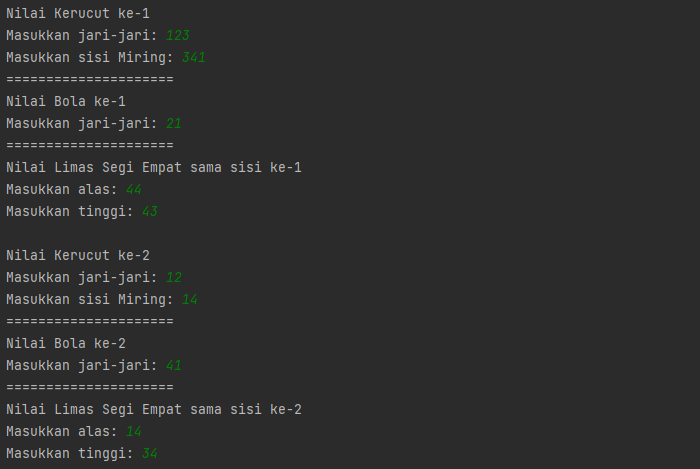 Nilai Kerucut ke-1
Masukkan jari-jari: 123
Masukkan sisi Miring: 341
=====================
Nilai Bola ke-1
Masukkan jari-jari: 21
=====================
Nilai Limas Segi Empat sama sisi ke-1
Masukkan alas: 44
Masukkan tinggi: 43

Nilai Kerucut ke-2
Masukkan jari-jari: 12
Masukkan sisi Miring: 14
=====================
Nilai Bola ke-2
Masukkan jari-jari: 41
=====================
Nilai Limas Segi Empat sama sisi ke-2
Masukkan alas: 14
Masukkan tinggi: 34